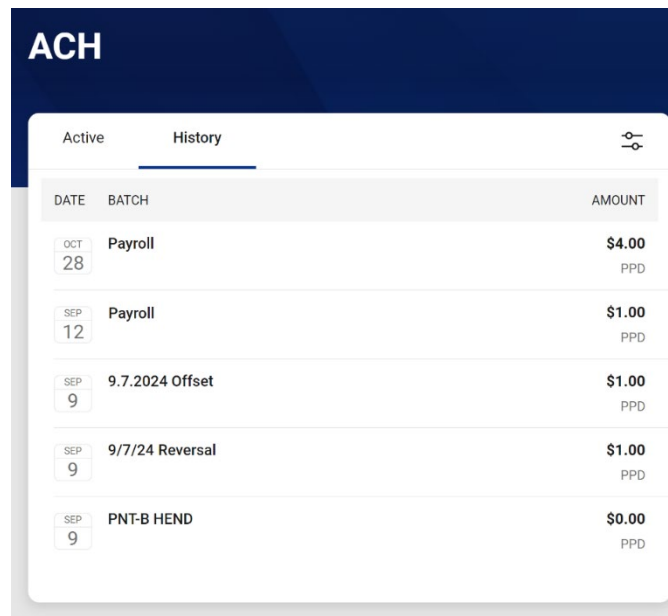 ACH
Active History
DATE BATCH AMOUNT
OCT Payroll $4.00
28 PPD
SEP Payroll $1.00
12 PPD
SEP 9.7.2024 Offset $1.00
9 PPD
SEP 9/7/24 Reversal $1.00
9 PPD
SEP PNT-B HEND $0.00
9 PPD